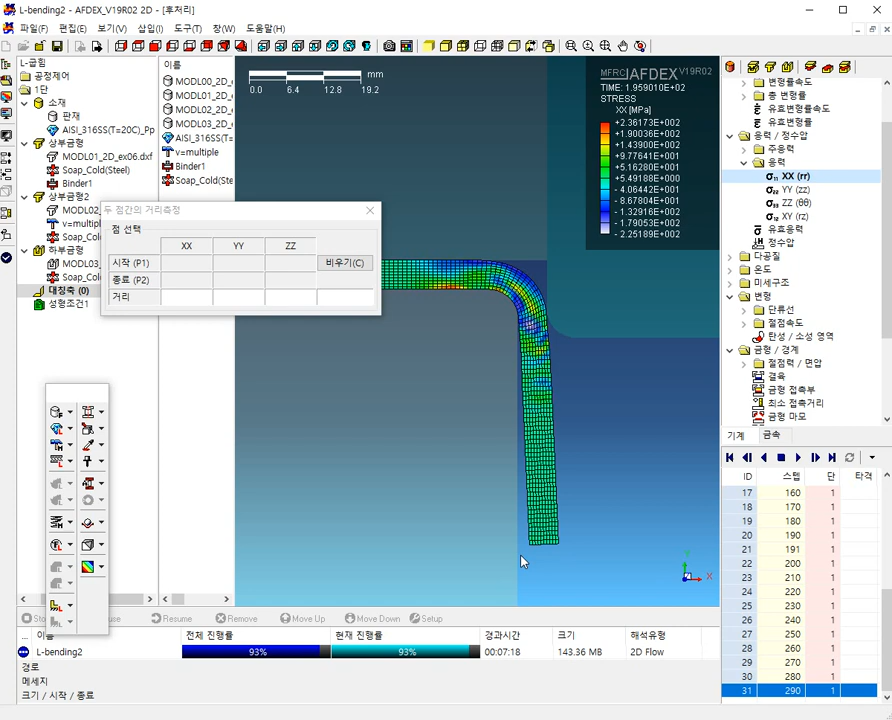 L-bending2 - AFDEX_V19R02 2D - [후처리]
파일(F) 편집(E) 보기(V) 삽입(I) 도구(T) 창(W) 도움말(H)
L-굽힘
공정제어
1단
소재
판재
AISI_316SS(T=20C)_Pp
상부금형
MODL01_2D_ex06.dxf
Soap_Cold(Steel)
Binder1
상부금형2
MODL02_
v=multiple
Soap_Cold
하부금형
MODL03_
Soap_Col
대칭축 (0)
성형조건1
이름
MODL00_2D_
MODL01_2D_
MODL02_2D_
MODL03_2D_
AISI_316SS(T=
v=multiple
Binder1
Soap_Cold(Ste
mm
0.0 6.4 12.8 19.2
MFRC AFDEX V19R02
TIME: 1.959010E+02
STRESS
XX [MPa]
+2.36173E+002
+1.90036E+002
+1.43900E+002
+9.77641E+001
+5.16280E+001
+5.49188E+000
-4.06442E+001
-8.67804E+001
-1.32916E+002
-1.79053E+002
-2.25189E+002
두 점간의 거리측정
점 선택
XX YY ZZ
시작 (P1) 비우기(C)
종료 (P2)
거리
Y
X
변형률속도
총 변형률
유효변형률속도
유효변형률
응력 / 정수압
주응력
응력
σ₁₁ XX (rr)
σ₂₂ YY (zz)
σ₃₃ ZZ (θθ)
σ₁₂ XY (rz)
유효응력
정수압
다공질
온도
미세구조
변형
단류선
절점속도
탄성 / 소성 영역
금형 / 경계
절점력 / 면압
결육
금형 접촉부
최소 접촉거리
금형 마모
기계 금속
ID 스텝 단 타격
17 160 1
18 170 1
19 180 1
20 190 1
21 191 1
22 200 1
23 210 1
24 220 1
25 230 1
26 240 1
27 250 1
28 260 1
29 270 1
30 280 1
31 290 1
Resume Remove Move Up Move Down Setup
이름 전체 진행률 현재 진행률 경과시간 크기 해석유형
L-bending2 93% 93% 00:07:18 143.36 MB 2D Flow
경로
메세지
크기 / 시작 / 종료